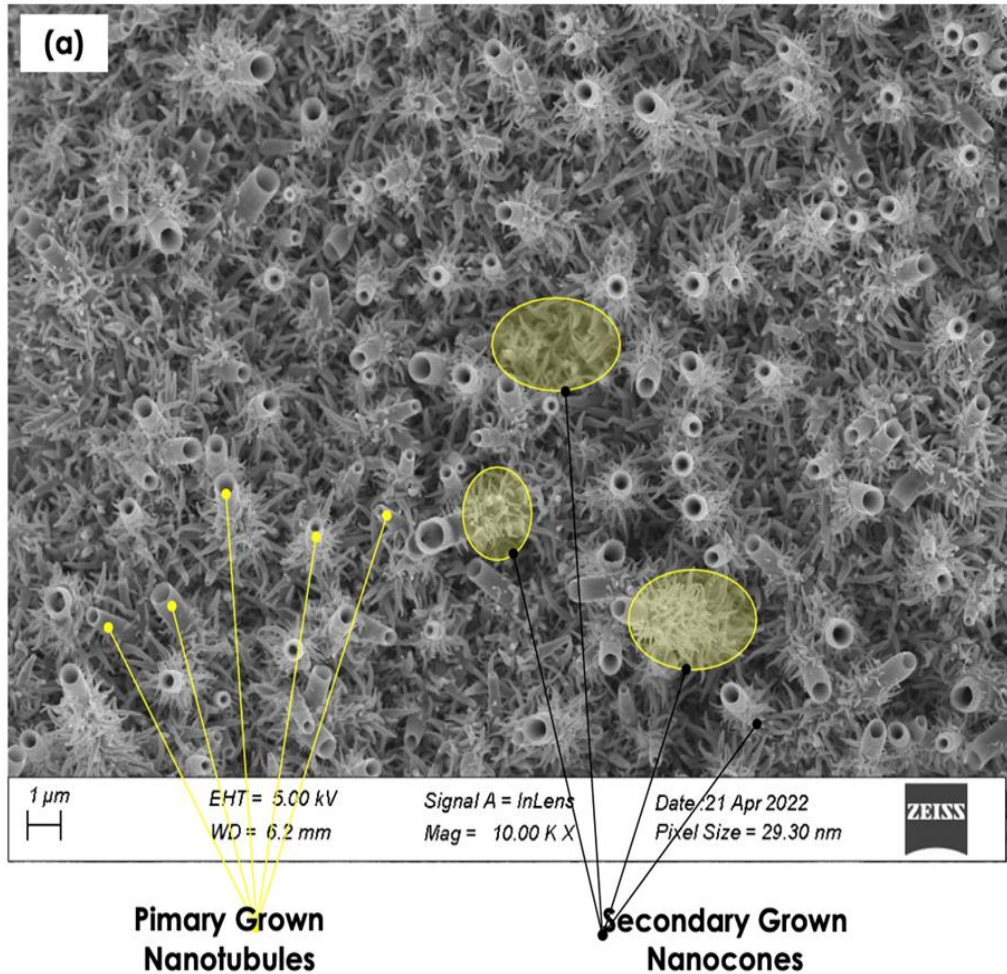 (a)
1 µm
EHT = 5.00 kV
Signal A = InLens
Date :21 Apr 2022
WD = 6.2 mm
Mag = 10.00 K X
Pixel Size = 29.30 nm
ZEISS
Pimary Grown
Nanotubules
Secondary Grown
Nanocones